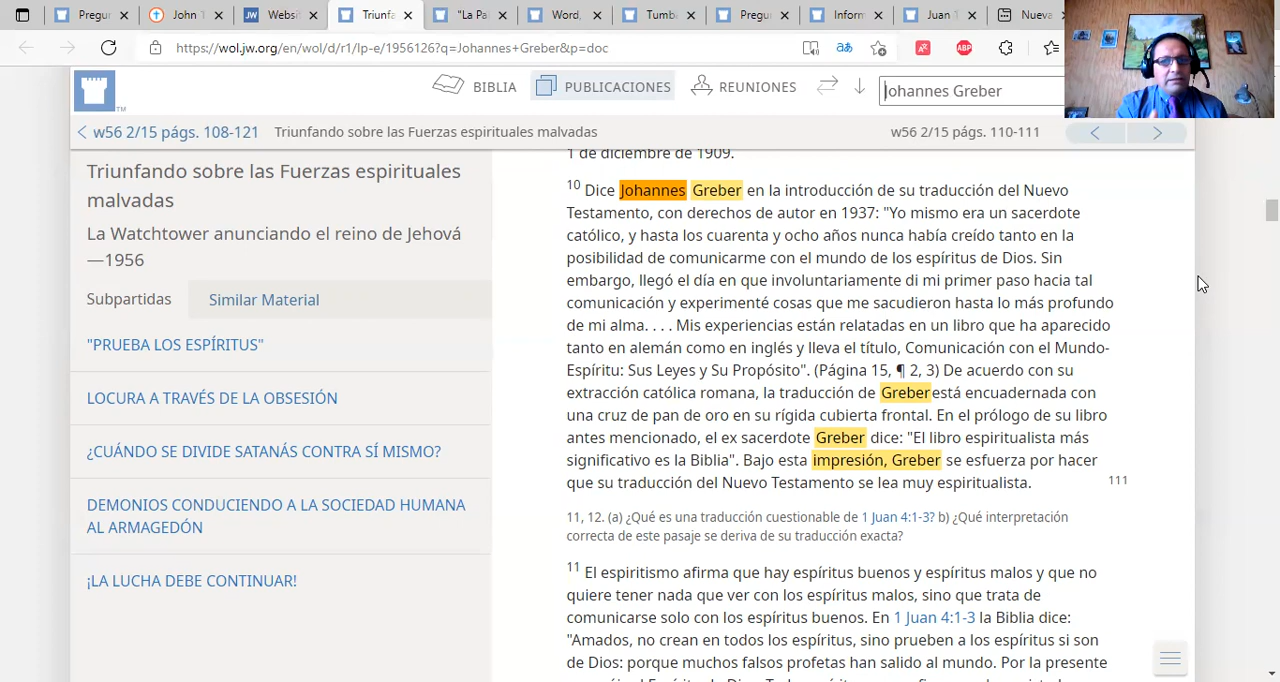 Pregu
John T
JW
Websi
Triunfa
"La Pa
Word,
Tumba
Pregu
Inform
Juan 1
Nueva
https://wol.jw.org/en/wol/d/r1/lp-e/1956126?q=Johannes+Greber&p=doc
ABP
BIBLIA
PUBLICACIONES
REUNIONES
Johannes Greber
w56 2/15 págs. 108-121
Triunfando sobre las Fuerzas espirituales malvadas
w56 2/15 págs. 110-111
Triunfando sobre las Fuerzas espirituales
malvadas
La Watchtower anunciando el reino de Jehová
—1956
Subpartidas
Similar Material
"PRUEBA LOS ESPÍRITUS"
LOCURA A TRAVÉS DE LA OBSESIÓN
¿CUÁNDO SE DIVIDE SATANÁS CONTRA SÍ MISMO?
DEMONIOS CONDUCIENDO A LA SOCIEDAD HUMANA
AL ARMAGEDÓN
¡LA LUCHA DEBE CONTINUAR!
1 de diciembre de 1909.
10 Dice Johannes Greber en la introducción de su traducción del Nuevo
Testamento, con derechos de autor en 1937: "Yo mismo era un sacerdote
católico, y hasta los cuarenta y ocho años nunca había creído tanto en la
posibilidad de comunicarme con el mundo de los espíritus de Dios. Sin
embargo, llegó el día en que involuntariamente di mi primer paso hacia tal
comunicación y experimenté cosas que me sacudieron hasta lo más profundo
de mi alma. . . . Mis experiencias están relatadas en un libro que ha aparecido
tanto en alemán como en inglés y lleva el título, Comunicación con el Mundo-
Espíritu: Sus Leyes y Su Propósito". (Página 15, ¶ 2, 3) De acuerdo con su
extracción católica romana, la traducción de Greber está encuadernada con
una cruz de pan de oro en su rígida cubierta frontal. En el prólogo de su libro
antes mencionado, el ex sacerdote Greber dice: "El libro espiritualista más
significativo es la Biblia". Bajo esta impresión, Greber se esfuerza por hacer
que su traducción del Nuevo Testamento se lea muy espiritualista.
111
11, 12. (a) ¿Qué es una traducción cuestionable de 1 Juan 4:1-3? b) ¿Qué interpretación
correcta de este pasaje se deriva de su traducción exacta?
11 El espiritismo afirma que hay espíritus buenos y espíritus malos y que no
quiere tener nada que ver con los espíritus malos, sino que trata de
comunicarse solo con los espíritus buenos. En 1 Juan 4:1-3 la Biblia dice:
"Amados, no crean en todos los espíritus, sino prueben a los espíritus si son
de Dios: porque muchos falsos profetas han salido al mundo. Por la presente